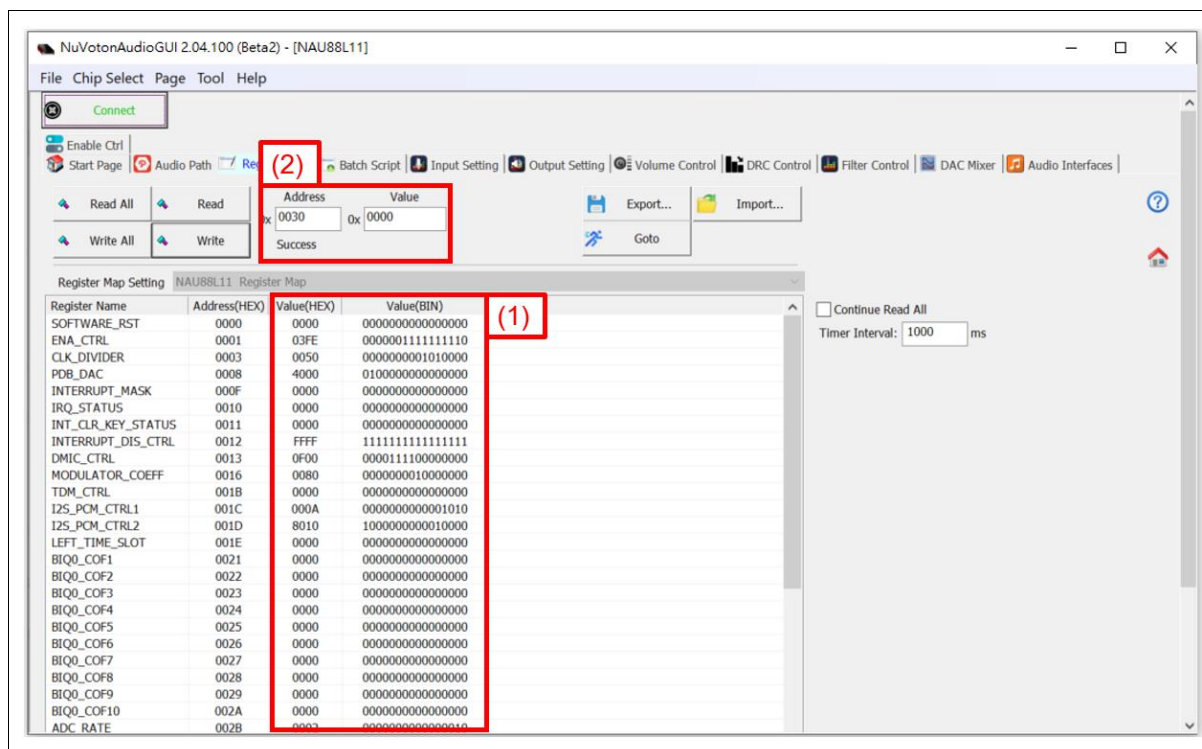 NuVotonAudioGUI 2.04.100 (Beta2) - [NAU88L11]
File Chip Select Page Tool Help
Connect
Enable Ctrl
Start Page Audio Path (2) Batch Script Input Setting Output Setting Volume Control DRC Control Filter Control DAC Mixer Audio Interfaces
Address Value
Read All Read 0x 0030 0x 0000 Export... Import...
Write All Write Success Goto
Register Map Setting NAU88L11 Register Map
Register Name Address(HEX) Value(HEX) Value(BIN) (1)
Continue Read All
Timer Interval: 1000 ms
SOFTWARE_RST 0000 0000 0000000000000000
ENA_CTRL 0001 03FE 0000001111111110
CLK_DIVIDER 0003 0050 0000000001010000
PDB_DAC 0008 4000 0100000000000000
INTERRUPT_MASK 000F 0000 0000000000000000
IRQ_STATUS 0010 0000 0000000000000000
INT_CLR_KEY_STATUS 0011 0000 0000000000000000
INTERRUPT_DIS_CTRL 0012 FFFF 1111111111111111
DMIC_CTRL 0013 0F00 0000111100000000
MODULATOR_COEFF 0016 0080 0000000010000000
TDM_CTRL 001B 0000 0000000000000000
I2S_PCM_CTRL1 001C 000A 0000000000001010
I2S_PCM_CTRL2 001D 8010 1000000000010000
LEFT_TIME_SLOT 001E 0000 0000000000000000
BIQ0_COF1 0021 0000 0000000000000000
BIQ0_COF2 0022 0000 0000000000000000
BIQ0_COF3 0023 0000 0000000000000000
BIQ0_COF4 0024 0000 0000000000000000
BIQ0_COF5 0025 0000 0000000000000000
BIQ0_COF6 0026 0000 0000000000000000
BIQ0_COF7 0027 0000 0000000000000000
BIQ0_COF8 0028 0000 0000000000000000
BIQ0_COF9 0029 0000 0000000000000000
BIQ0_COF10 002A 0000 0000000000000000
ADC_RATE 002B 0002 0000000000000010